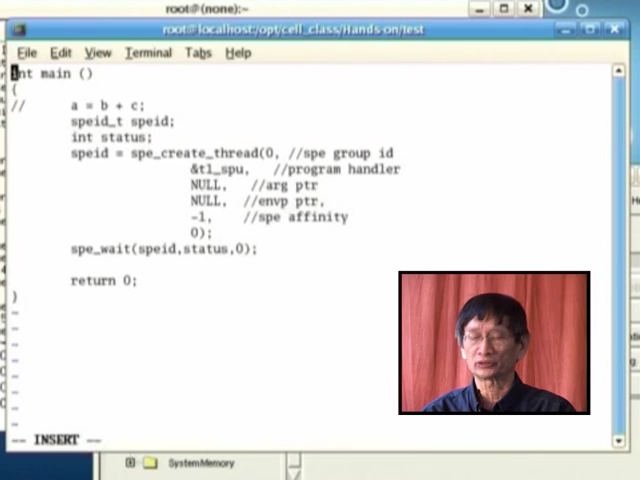 root@(none):~
root@localhost:/opt/cell_class/Hands-on/test
File Edit View Terminal Tabs Help
int main ()
{
// a = b + c;
speid_t speid;
int status;
speid = spe_create_thread(0, //spe group id
&t1_spu, //program handler
NULL, //arg ptr
NULL, //envp ptr,
-1, //spe affinity
0);
spe_wait(speid,status,0);
return 0;
}
~
~
~
~
~
~
~
~
-- INSERT --
SystemMemory